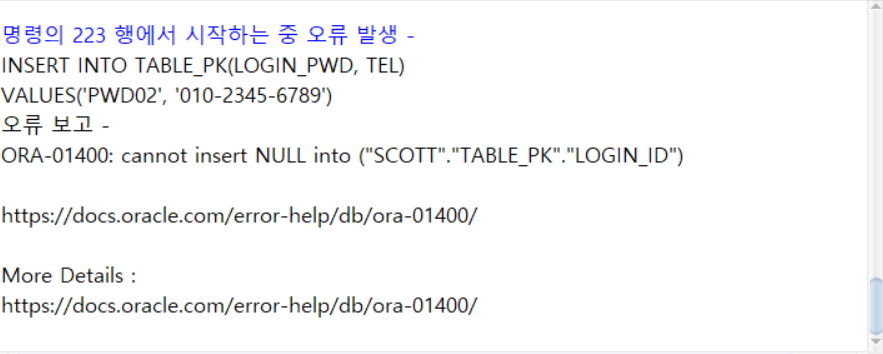 명령의 223 행에서 시작하는 중 오류 발생 -
INSERT INTO TABLE_PK(LOGIN_PWD, TEL)
VALUES('PWD02', '010-2345-6789')
오류 보고 -
ORA-01400: cannot insert NULL into ("SCOTT"."TABLE_PK"."LOGIN_ID")
https://docs.oracle.com/error-help/db/ora-01400/
More Details :
https://docs.oracle.com/error-help/db/ora-01400/